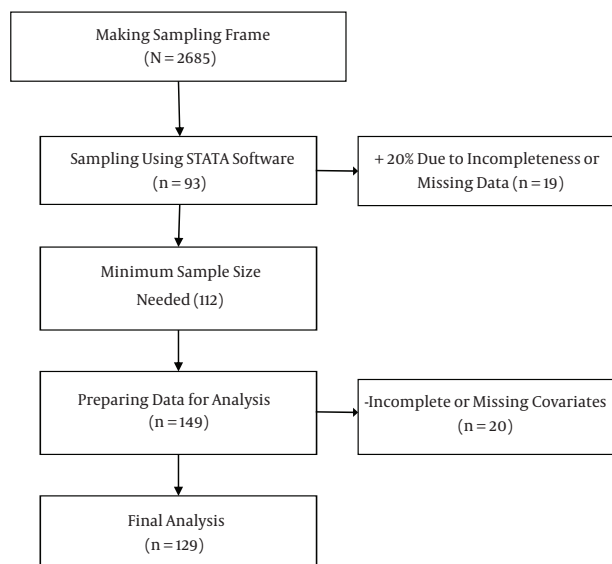 Making Sampling Frame
(N = 2685)
Sampling Using STATA Software
(n = 93)
+ 20% Due to Incompleteness or
Missing Data (n = 19)
Minimum Sample Size
Needed (112)
Preparing Data for Analysis
(n = 149)
-Incomplete or Missing Covariates
(n = 20)
Final Analysis
(n = 129)